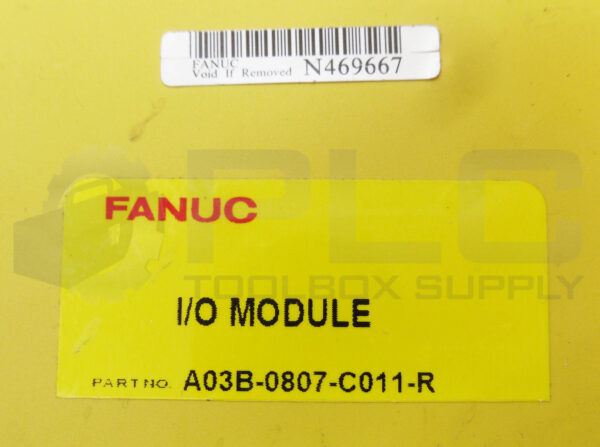 FANUC
Void If Removed N469667
PLC
TOOLBOX SUPPLY
FANUC
I/O MODULE
PART NO. A03B-0807-C011-R